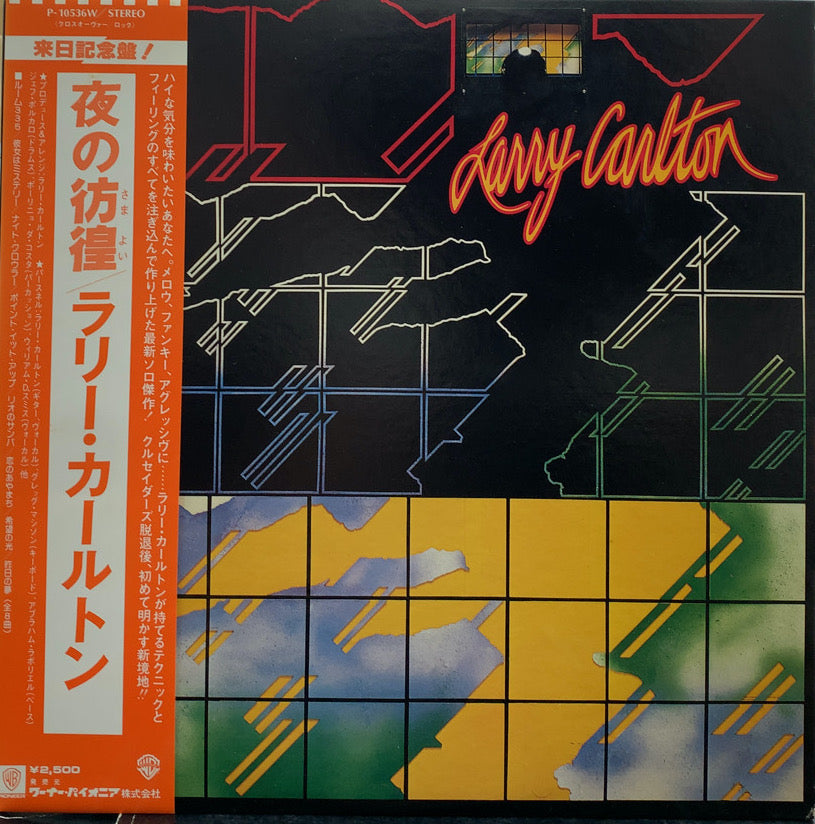 P-10536W/STEREO
(クロスオーヴァー ロック)
来日記念盤!
ハイな気分を味わいたいあなたへ。メロウ、ファンキー、アグレッシヴに……ラリー・カールトンが持てるテクニックと
フィーリングのすべてを注ぎ込んで作り上げた最新ソロ傑作! クルセイダーズ脱退後、初めて明かす新境地!!
夜の彷徨/ラリー・カールトン
さま よい
★プロデュース&アレンジ・ラリー・カールトン ★パースネル・ラリー・カールトン(ギター、ヴォーカル)、グレッグ・マシソン(キーボード)、アブラハム・ラボリエル(ベース)
ジェフ・ポルカロ(ドラムス)、ポーリニョ・ダ・コスタ(パーカッション)、ウィリアム・D.スミス(ヴォーカル)他
■ルーム335 彼女はミステリー ナイト・クロウラー ポイント・イット・アップ リオのサンバ 恋のあやまち 希望の光/昨日の夢(全8曲)
¥2,500
発売元
ワーナー・パイオニア株式会社
WB
PIONEER
Larry Carlton